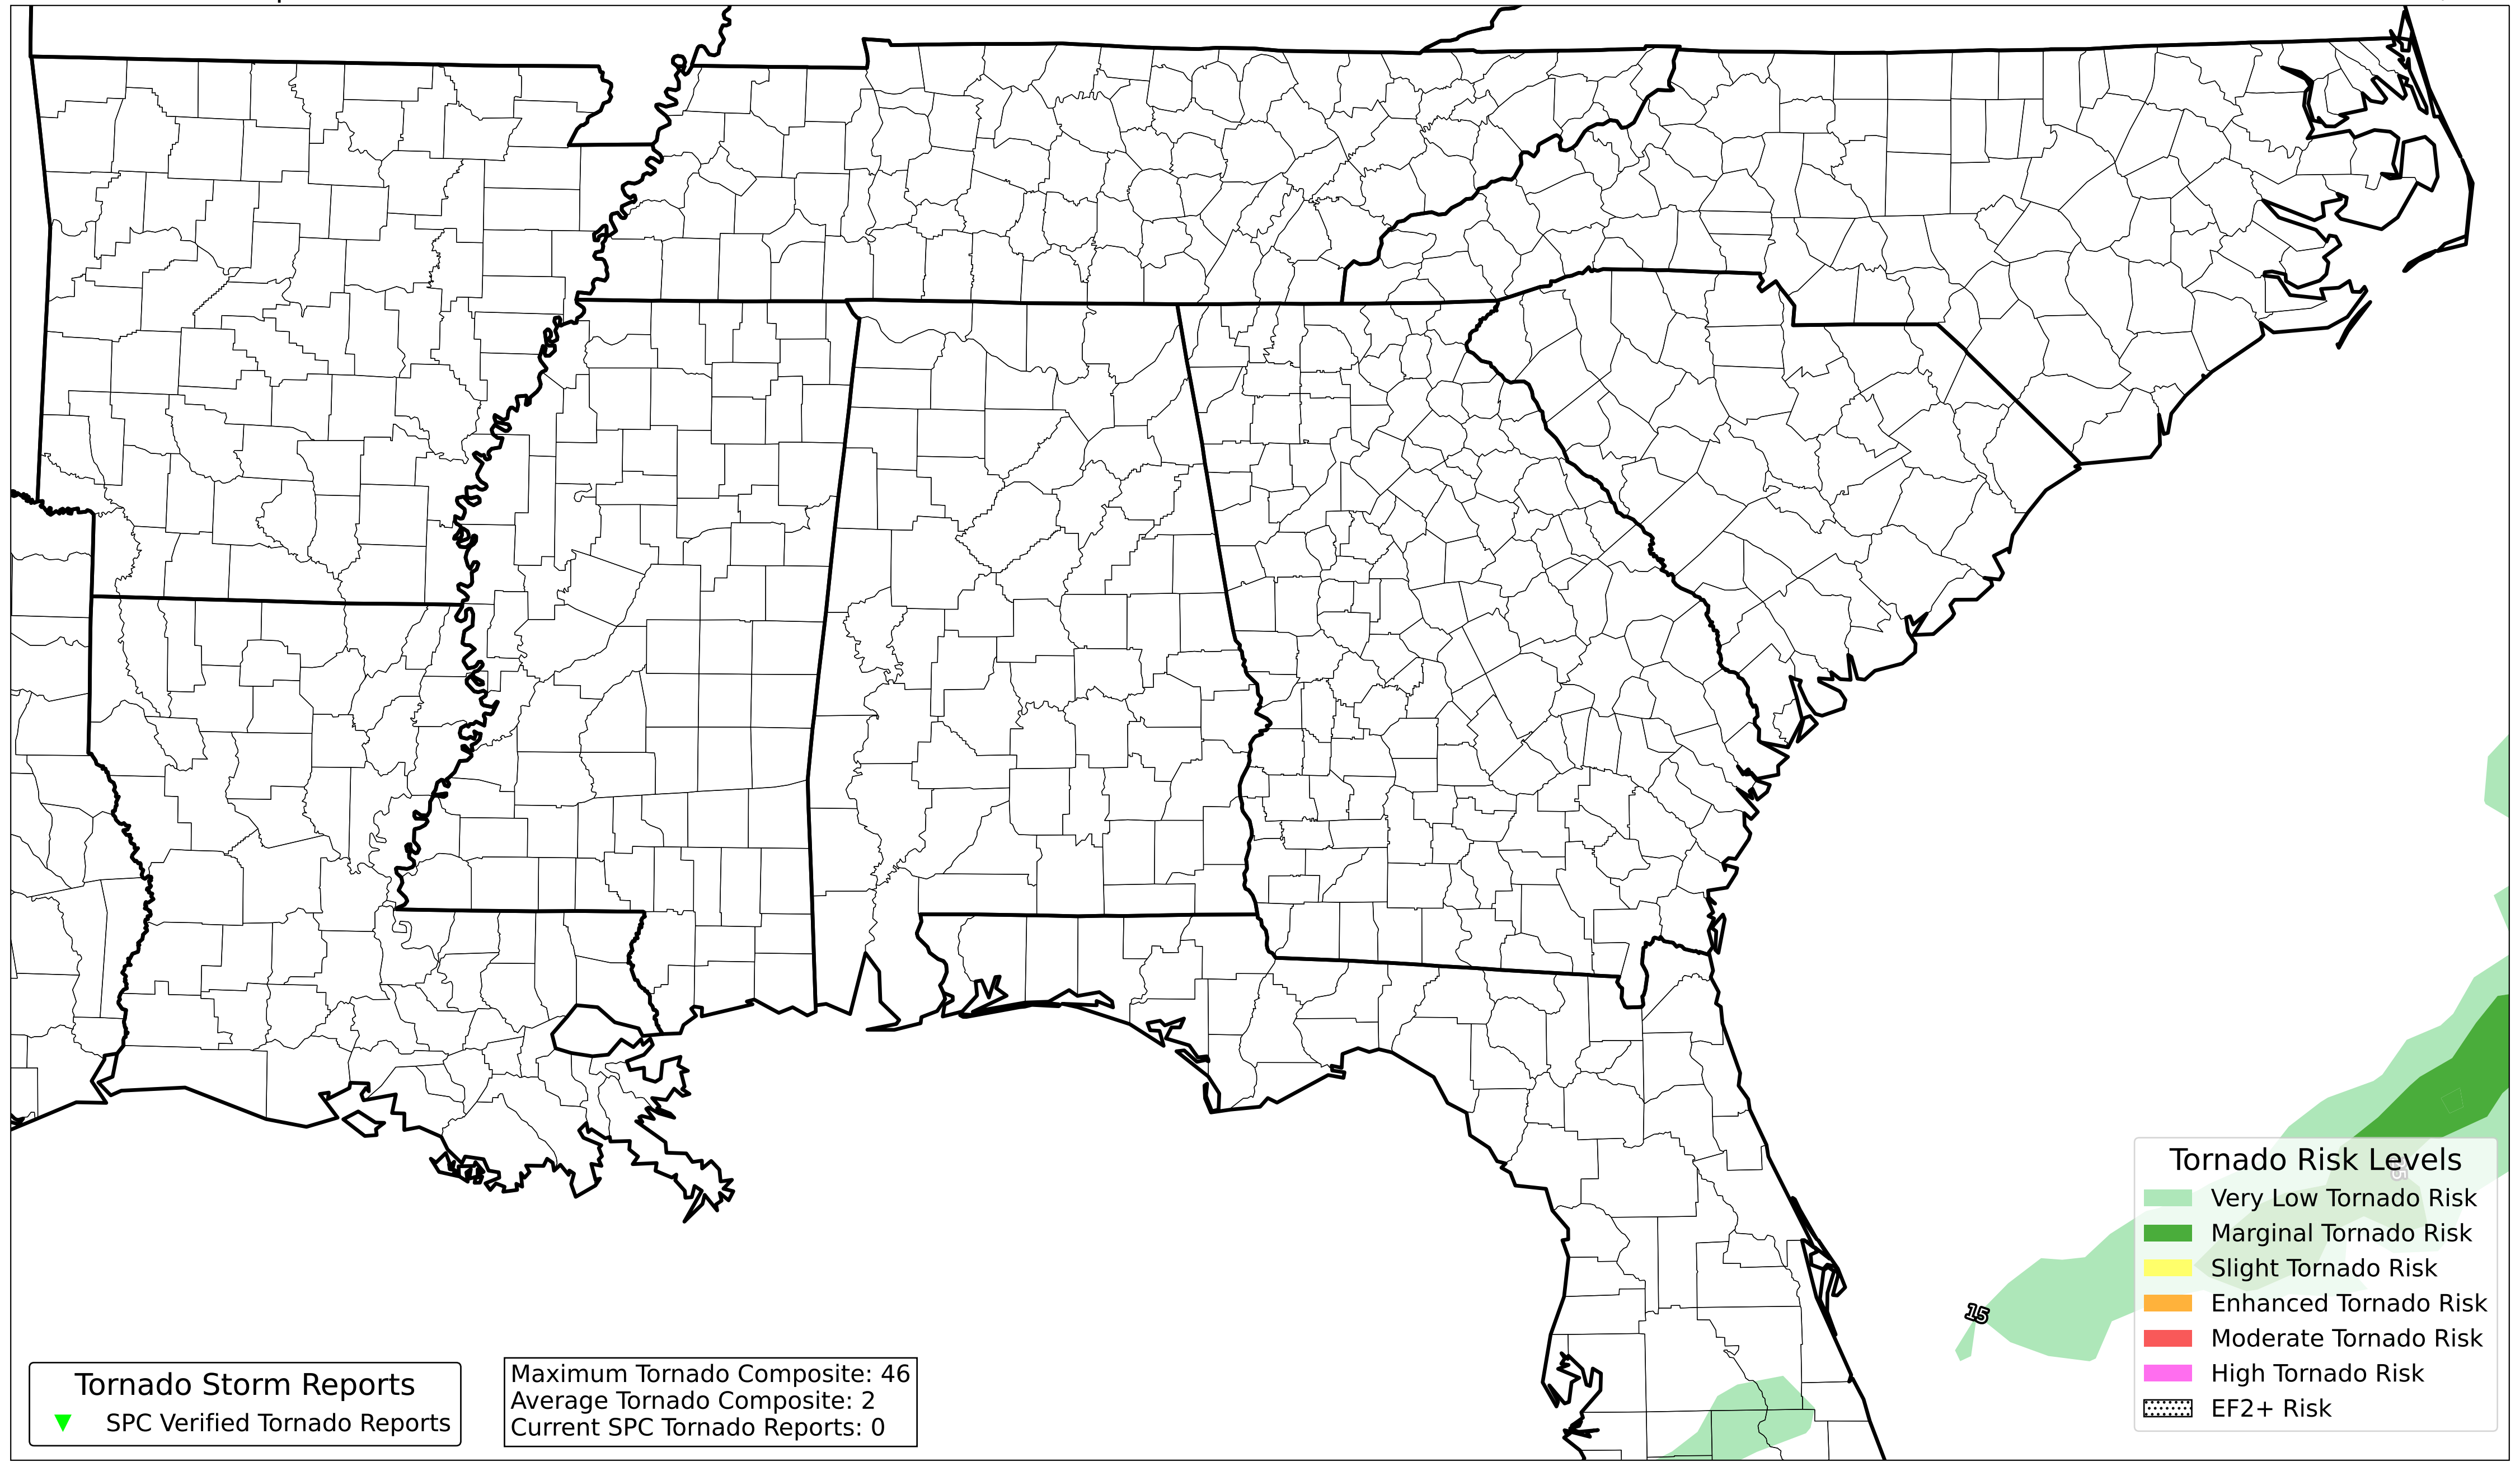 15
Tornado Risk Levels
Very Low Tornado Risk
Marginal Tornado Risk
Slight Tornado Risk
Enhanced Tornado Risk
Moderate Tornado Risk
High Tornado Risk
EF2+ Risk
Tornado Storm Reports
SPC Verified Tornado Reports
Maximum Tornado Composite: 46
Average Tornado Composite: 2
Current SPC Tornado Reports: 0